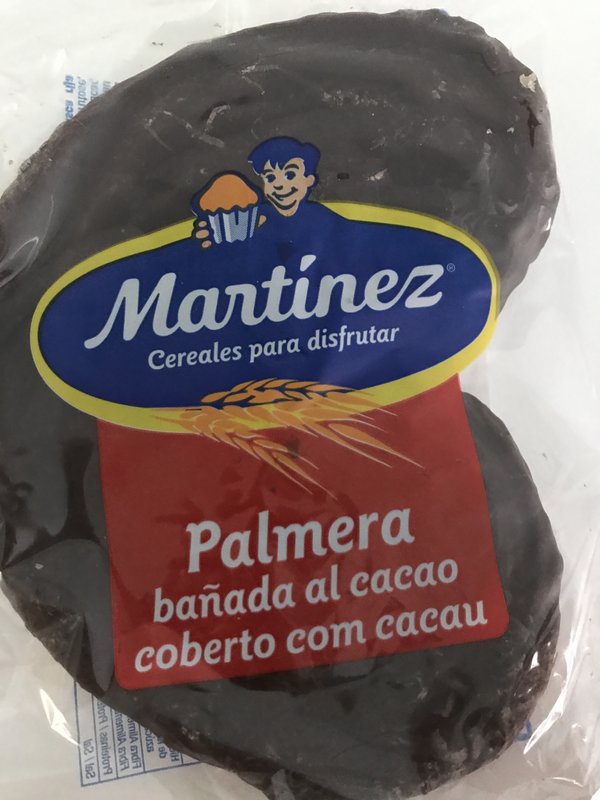 Martínez®
Cereales para disfrutar
Palmera
bañada al cacao
coberto com cacau